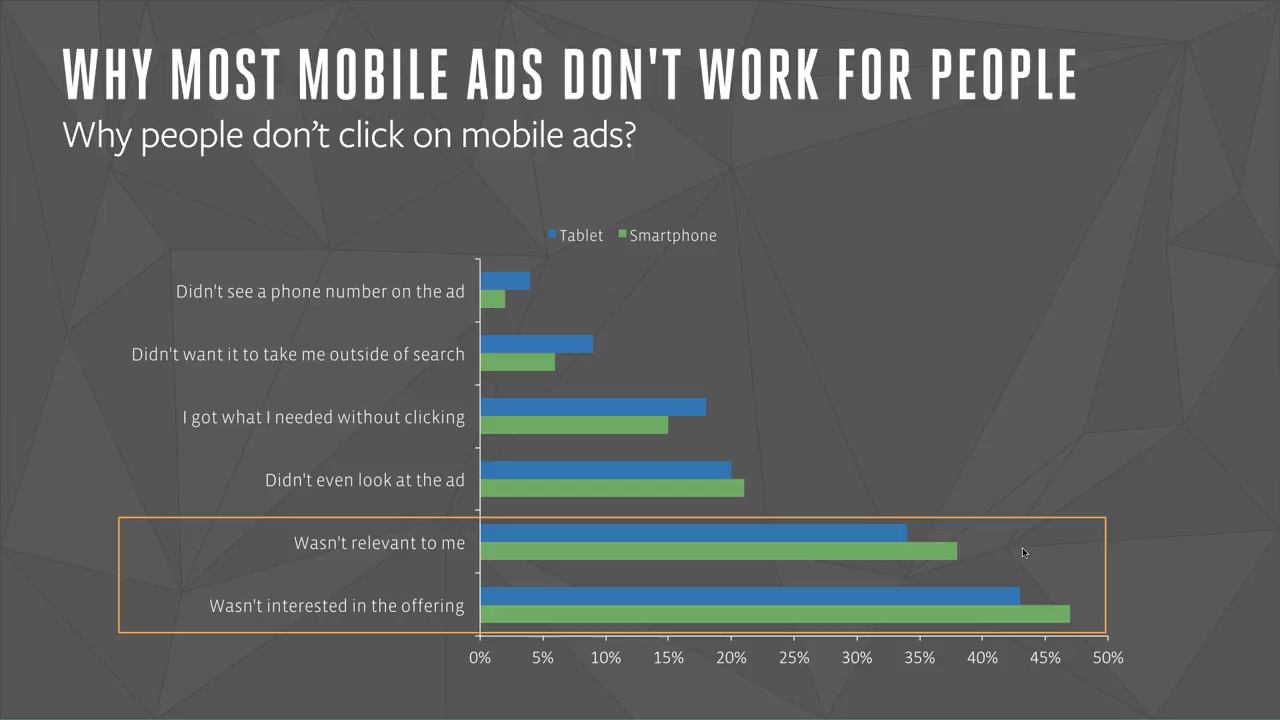 WHY MOST MOBILE ADS DON'T WORK FOR PEOPLE
Why people don’t click on mobile ads?
Tablet Smartphone
Didn't see a phone number on the ad
Didn't want it to take me outside of search
I got what I needed without clicking
Didn't even look at the ad
Wasn't relevant to me
Wasn't interested in the offering
0% 5% 10% 15% 20% 25% 30% 35% 40% 45% 50%